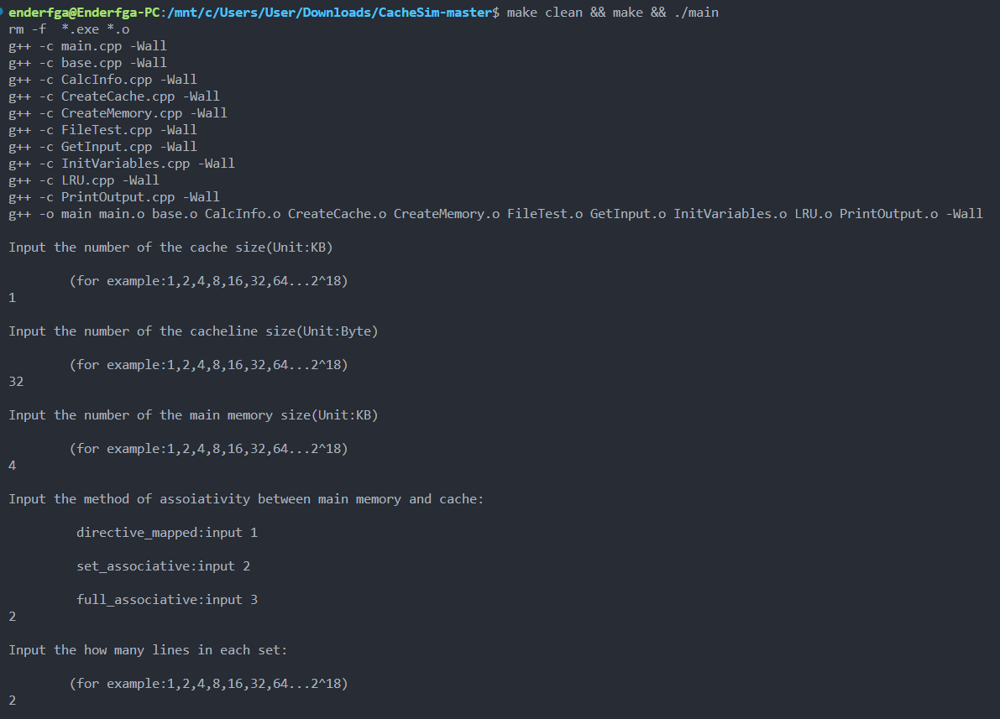 enderfga@Enderfga-PC:/mnt/c/Users/User/Downloads/CacheSim-master$ make clean && make && ./main
rm -f  *.exe *.o
g++ -c main.cpp -Wall
g++ -c base.cpp -Wall
g++ -c CalcInfo.cpp -Wall
g++ -c CreateCache.cpp -Wall
g++ -c CreateMemory.cpp -Wall
g++ -c FileTest.cpp -Wall
g++ -c GetInput.cpp -Wall
g++ -c InitVariables.cpp -Wall
g++ -c LRU.cpp -Wall
g++ -c PrintOutput.cpp -Wall
g++ -o main main.o base.o CalcInfo.o CreateCache.o CreateMemory.o FileTest.o GetInput.o InitVariables.o LRU.o PrintOutput.o -Wall
Input the number of the cache size(Unit:KB)
(for example:1,2,4,8,16,32,64...2^18)
1
Input the number of the cacheline size(Unit:Byte)
(for example:1,2,4,8,16,32,64...2^18)
32
Input the number of the main memory size(Unit:KB)
(for example:1,2,4,8,16,32,64...2^18)
4
Input the method of assoiativity between main memory and cache:
directive_mapped:input 1
set_associative:input 2
full_associative:input 3
2
Input the how many lines in each set:
(for example:1,2,4,8,16,32,64...2^18)
2